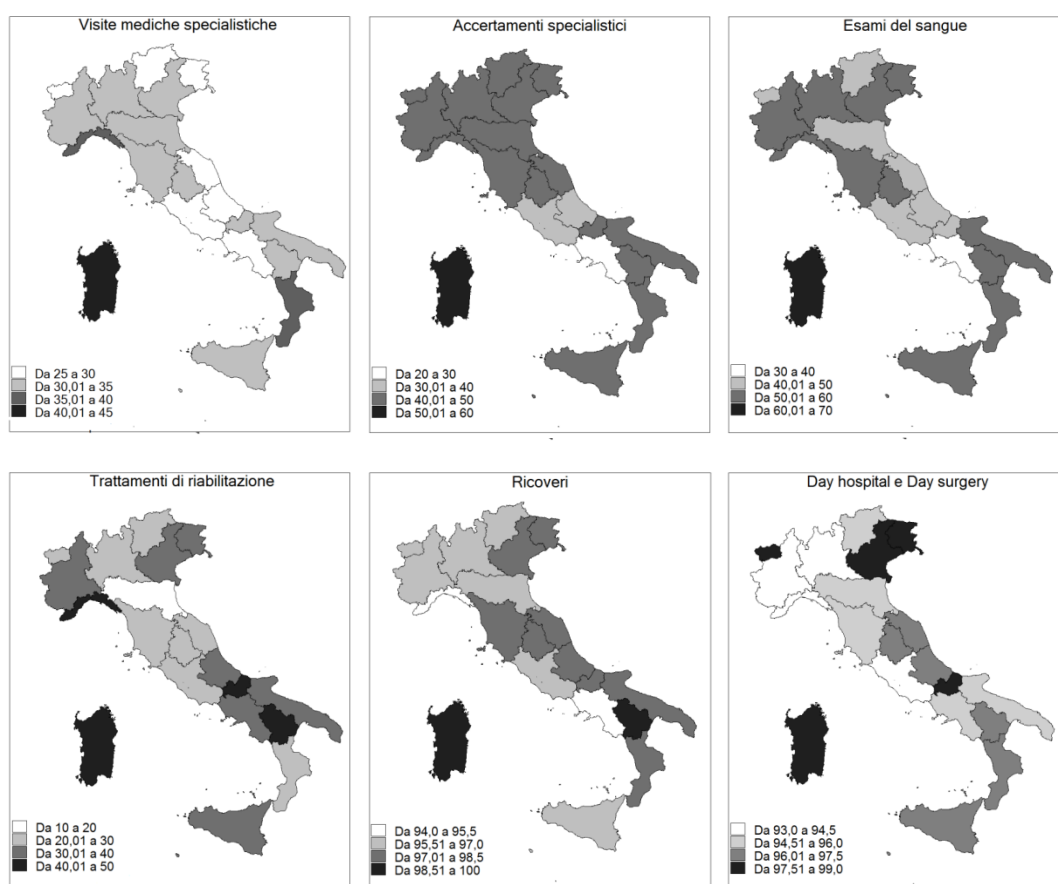 Visite mediche specialistiche
Da 25 a 30
Da 30,01 a 35
Da 35,01 a 40
Da 40,01 a 45
Accertamenti specialistici
Da 20 a 30
Da 30,01 a 40
Da 40,01 a 50
Da 50,01 a 60
Esami del sangue
Da 30 a 40
Da 40,01 a 50
Da 50,01 a 60
Da 60,01 a 70
Trattamenti di riabilitazione
Da 10 a 20
Da 20,01 a 30
Da 30,01 a 40
Da 40,01 a 50
Ricoveri
Da 94,0 a 95,5
Da 95,51 a 97,0
Da 97,01 a 98,5
Da 98,51 a 100
Day hospital e Day surgery
Da 93,0 a 94,5
Da 94,51 a 96,0
Da 96,01 a 97,5
Da 97,51 a 99,0